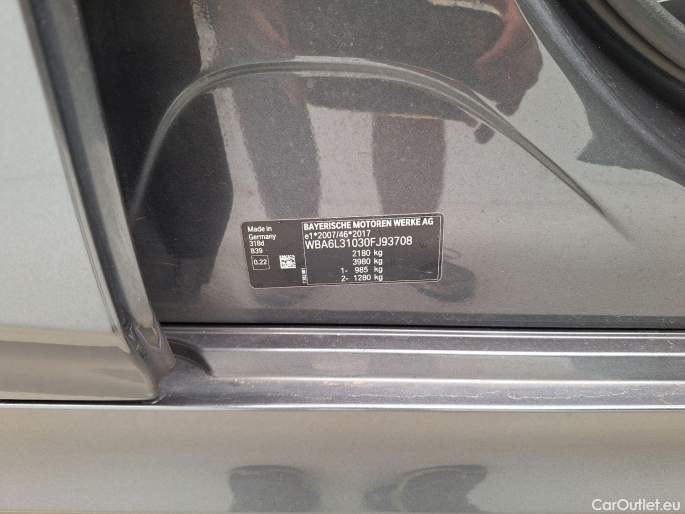 Made in
Germany
318d
B39
0.22
BAYERISCHE MOTOREN WERKE AG
e1*2007/46*2017
WBA6L31030FJ93708
2180 kg
3980 kg
1- 985 kg
2- 1280 kg
CarOutlet.eu